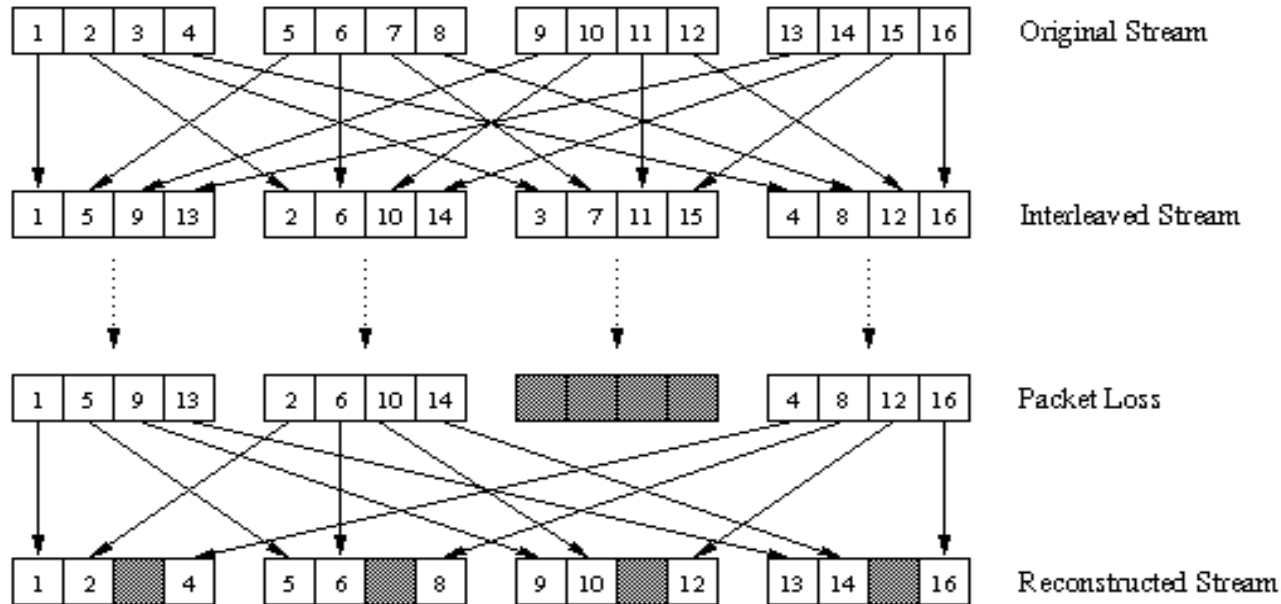 1 2 3 4 5 6 7 8 9 10 11 12 13 14 15 16 Original Stream
1 5 9 13 2 6 10 14 3 7 11 15 4 8 12 16 Interleaved Stream
1 5 9 13 2 6 10 14 4 8 12 16 Packet Loss
1 2 4 5 6 8 9 10 12 13 14 16 Reconstructed Stream